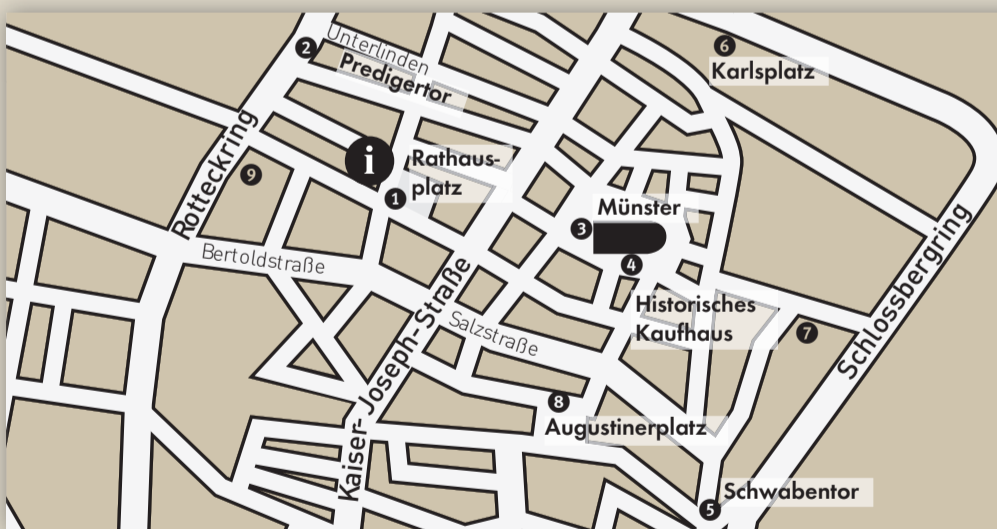 2
Unterlinden
Predigertor
6
Karlsplatz
Rotteckring
i
Rathaus-
platz
1
9
Münster
3
4
Bertoldstraße
Kaiser-Joseph-Straße
Salzstraße
Historisches
Kaufhaus
7
Schlossbergring
8
Augustinerplatz
Schwabentor
5